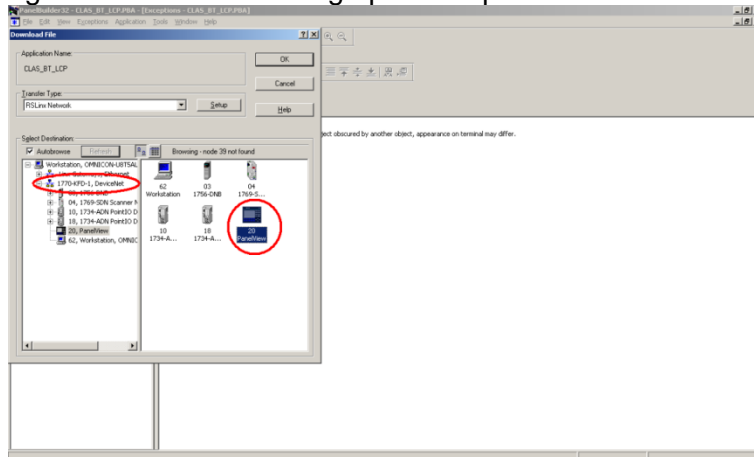 PanelBuilder32 - CLAS_BT_LCP.PBA - [Exceptions - CLAS_BT_LCP.PBA]
File Edit View Exceptions Application Tools Window Help
Download File
Application Name:
CLAS_BT_LCP
OK
Cancel
Help
Transfer Type:
RSLinx Network
Setup
Select Destination:
Autobrowse
Refresh
Browsing - node 39 not found
Workstation, OMNICON-UBTSAL
Ethernet
1770-KFD-1, DeviceNet
04, 1769-SDN Scanner M
10, 1734-ADN PointIO D
18, 1734-ADN PointIO D
20, PanelView
62, Workstation, OMNIC
62
Workstation
03
1756-DNB
04
1769-S...
10
1734-A...
18
1734-A...
20
PanelView
ject obscured by another object, appearance on terminal may differ.